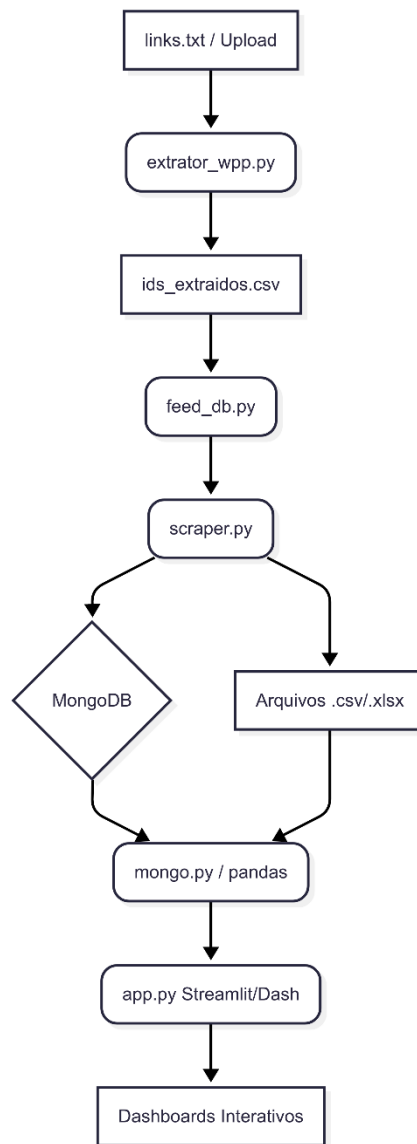 links.txt / Upload
extrator_wpp.py
ids_extraidos.csv
feed_db.py
scraper.py
MongoDB
Arquivos .csv/.xlsx
mongo.py / pandas
app.py Streamlit/Dash
Dashboards Interativos